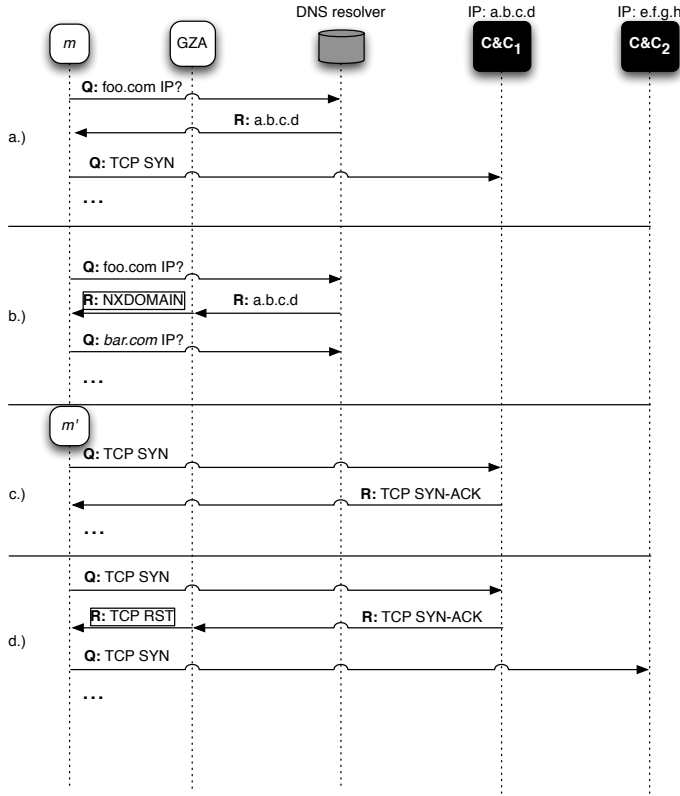 DNS resolver
IP: a.b.c.d
IP: e.f.g.h
m
GZA
C&C1
C&C2
Q: foo.com IP?
R: a.b.c.d
a.)
Q: TCP SYN
...
Q: foo.com IP?
R: NXDOMAIN
R: a.b.c.d
b.)
Q: bar.com IP?
...
m'
Q: TCP SYN
c.)
R: TCP SYN-ACK
...
Q: TCP SYN
R: TCP RST
R: TCP SYN-ACK
d.)
Q: TCP SYN
...